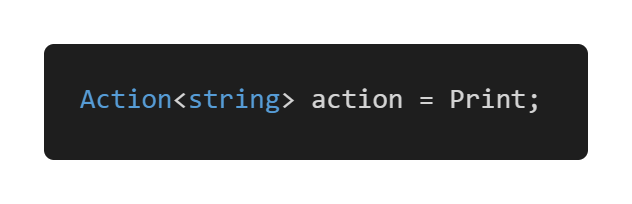 Action<string> action = Print;